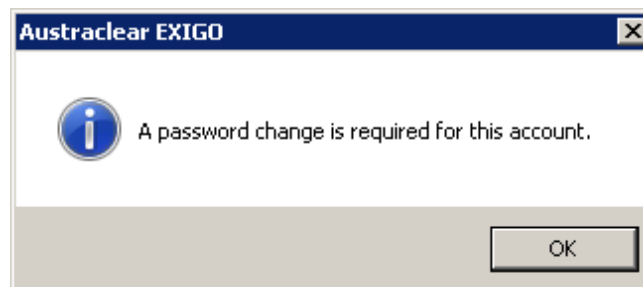 Austraclear EXIGO
A password change is required for this account.
OK